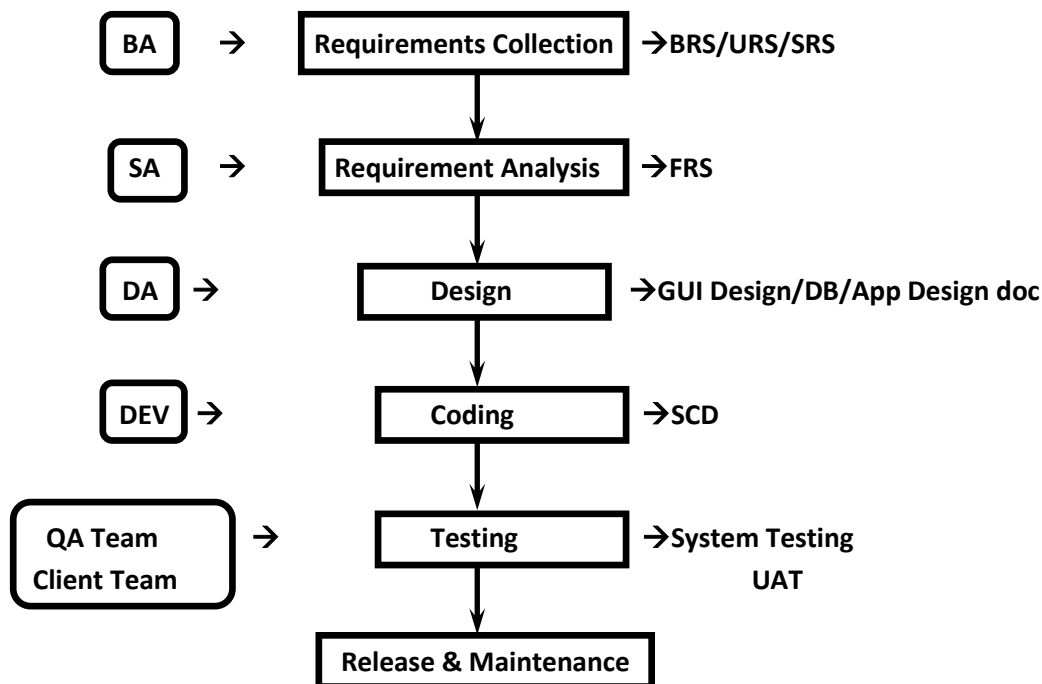 BA → Requirements Collection → BRS/URS/SRS
SA → Requirement Analysis → FRS
DA → Design → GUI Design/DB/App Design doc
DEV → Coding → SCD
QA Team → Testing → System Testing
Client Team UAT
Release & Maintenance